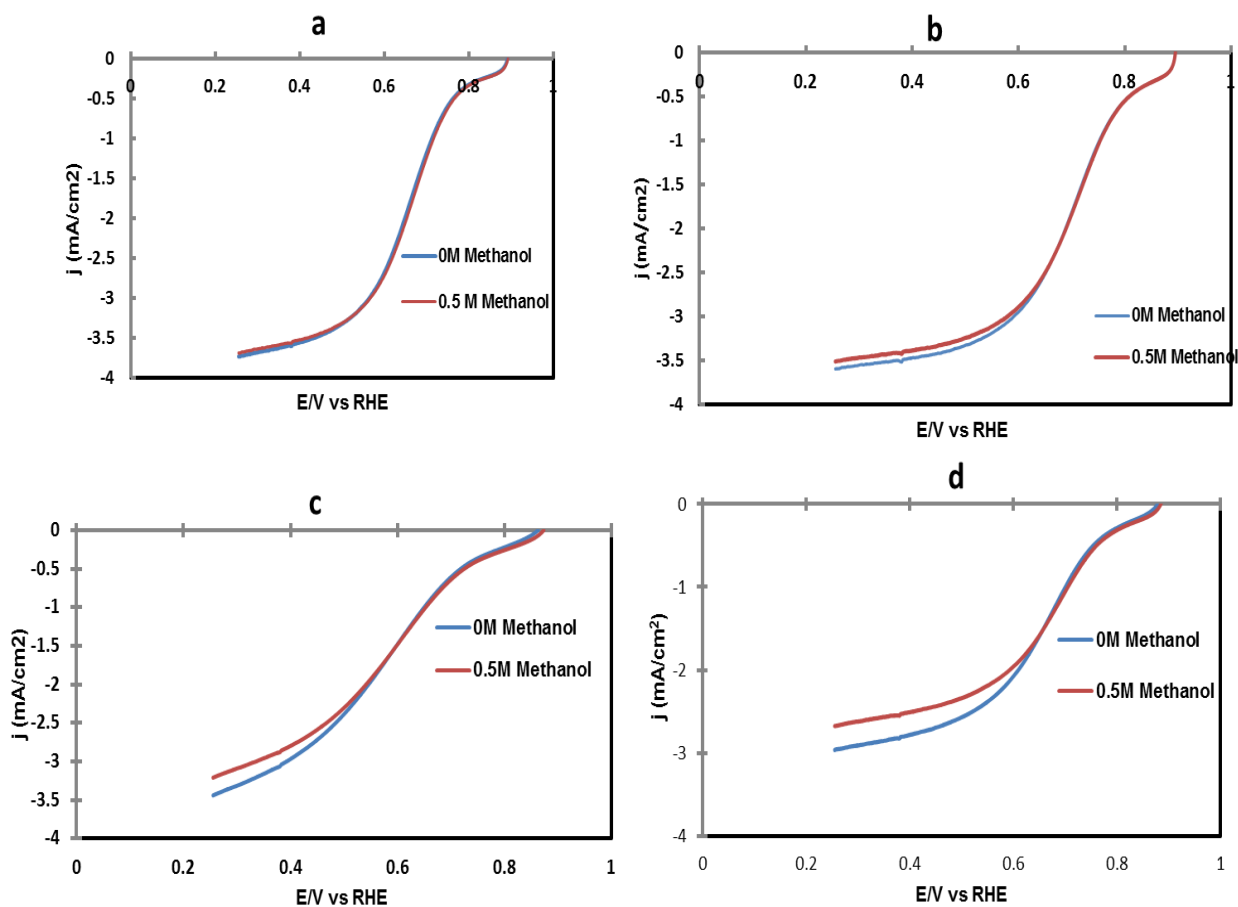 a
0
0 0.2 0.4 0.6 0.8 1
-0.5
-1
-1.5
-2
-2.5
-3
-3.5
-4
j (mA/cm2)
0M Methanol
0.5 M Methanol
E/V vs RHE
b
0
0 0.2 0.4 0.6 0.8 1
-0.5
-1
-1.5
-2
-2.5
-3
-3.5
-4
j (mA/cm2)
0M Methanol
0.5M Methanol
E/V vs RHE
c
0
-0.5
-1
-1.5
-2
-2.5
-3
-3.5
-4
j (mA/cm2)
0M Methanol
0.5M Methanol
0 0.2 0.4 0.6 0.8 1
E/V vs RHE
d
0
-1
-2
-3
-4
j (mA/cm²)
0M Methanol
0.5M Methanol
0 0.2 0.4 0.6 0.8 1
E/V vs RHE